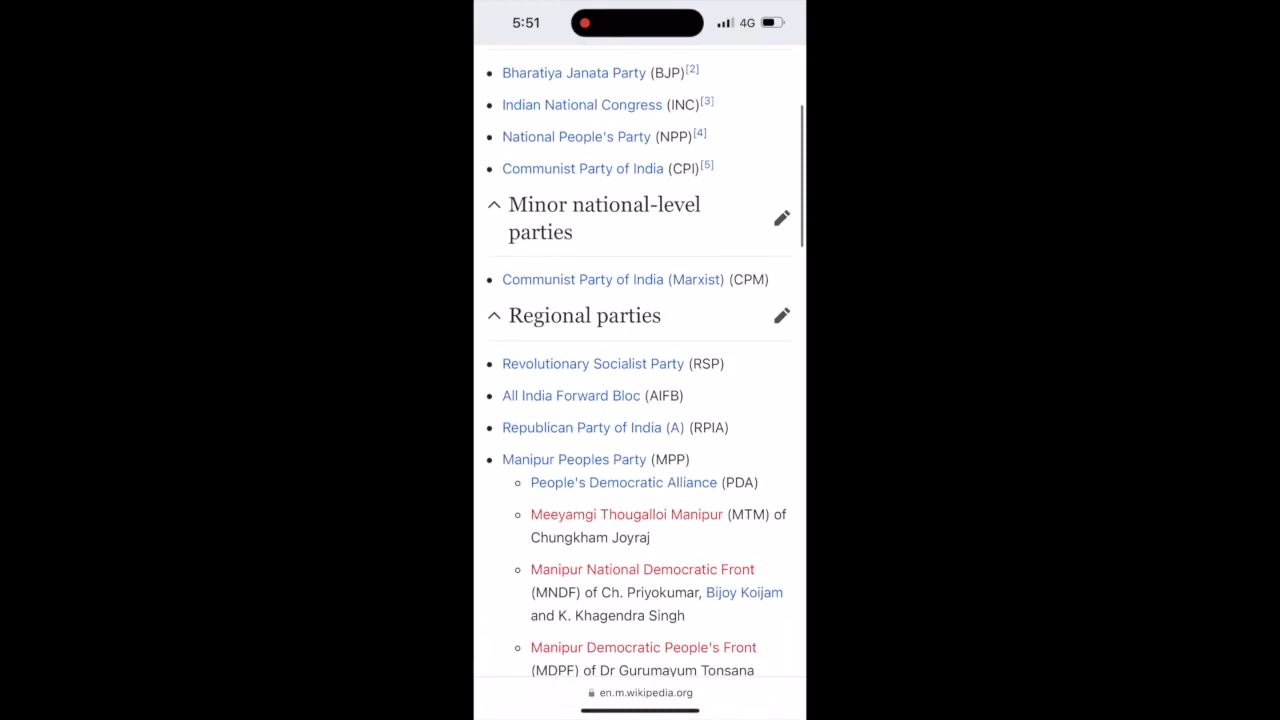 5:51 4G
Bharatiya Janata Party (BJP)[2]
Indian National Congress (INC)[3]
National People's Party (NPP)[4]
Communist Party of India (CPI)[5]
Minor national-level
parties
Communist Party of India (Marxist) (CPM)
Regional parties
Revolutionary Socialist Party (RSP)
All India Forward Bloc (AIFB)
Republican Party of India (A) (RPIA)
Manipur Peoples Party (MPP)
People's Democratic Alliance (PDA)
Meeyamgi Thougalloi Manipur (MTM) of
Chungkham Joyraj
Manipur National Democratic Front
(MNDF) of Ch. Priyokumar, Bijoy Koijam
and K. Khagendra Singh
Manipur Democratic People's Front
(MDPF) of Dr Gurumayum Tonsana
en.m.wikipedia.org